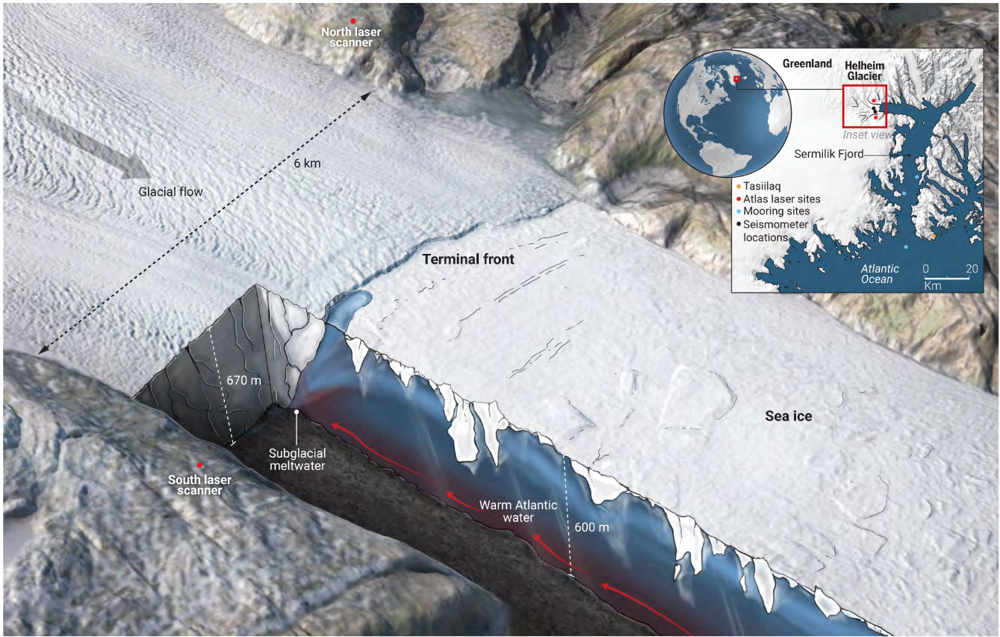 North laser
scanner
Greenland
Helheim
Glacier
Inset view
Sermilik Fjord
Tasiilaq
Atlas laser sites
Mooring sites
Seismometer
locations
Atlantic
Ocean
0 20
Km
6 km
Glacial flow
Terminal front
670 m
Sea ice
Subglacial
meltwater
South laser
scanner
Warm Atlantic
water
600 m